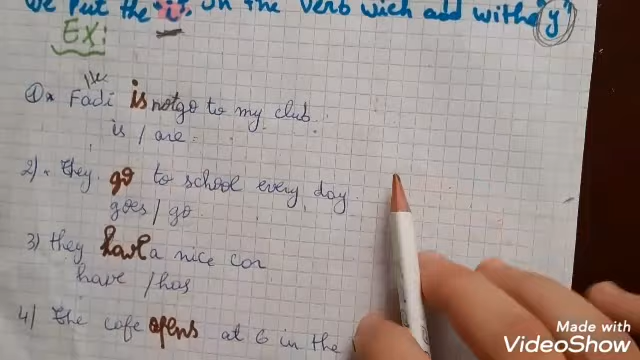 We Put the "i" on the verb wich add witha "y"
EX:
He
1) Fadi is not go to my club.
is / are
2) They go to school every day
goes / go
3) they have a nice car
have / has
4) The cafe opens at 6 in the
Made with
VideoShow